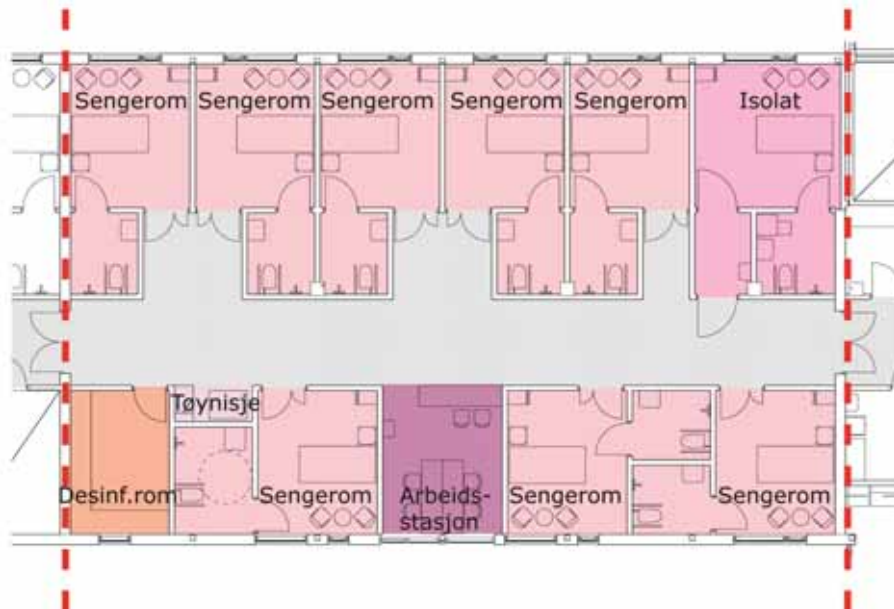 Sengerom Sengerom Sengerom Sengerom Sengerom Isolat
Tøynisje
Desinf.rom Sengerom Arbeids-
stasjon Sengerom Sengerom